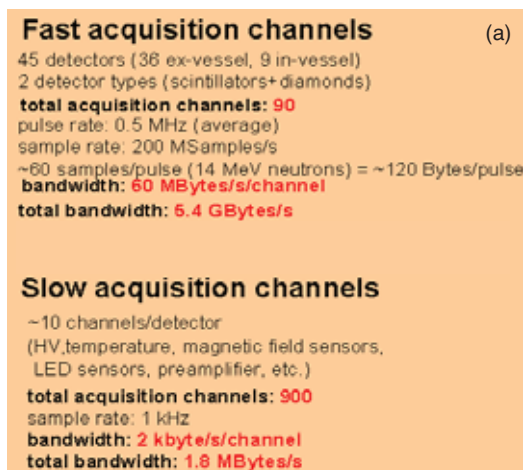 Fast acquisition channels (a)
45 detectors (36 ex-vessel, 9 in-vessel)
2 detector types (scintillators+diamonds)
total acquisition channels: 90
pulse rate: 0.5 MHz (average)
sample rate: 200 MSamples/s
~60 samples/pulse (14 MeV neutrons) = ~120 Bytes/pulse
bandwidth: 60 MBytes/s/channel
total bandwidth: 5.4 GBytes/s
Slow acquisition channels
~10 channels/detector
(HV,temperature, magnetic field sensors,
LED sensors, preamplifier, etc.)
total acquisition channels: 900
sample rate: 1 kHz
bandwidth: 2 kbyte/s/channel
total bandwidth: 1.8 MBytes/s